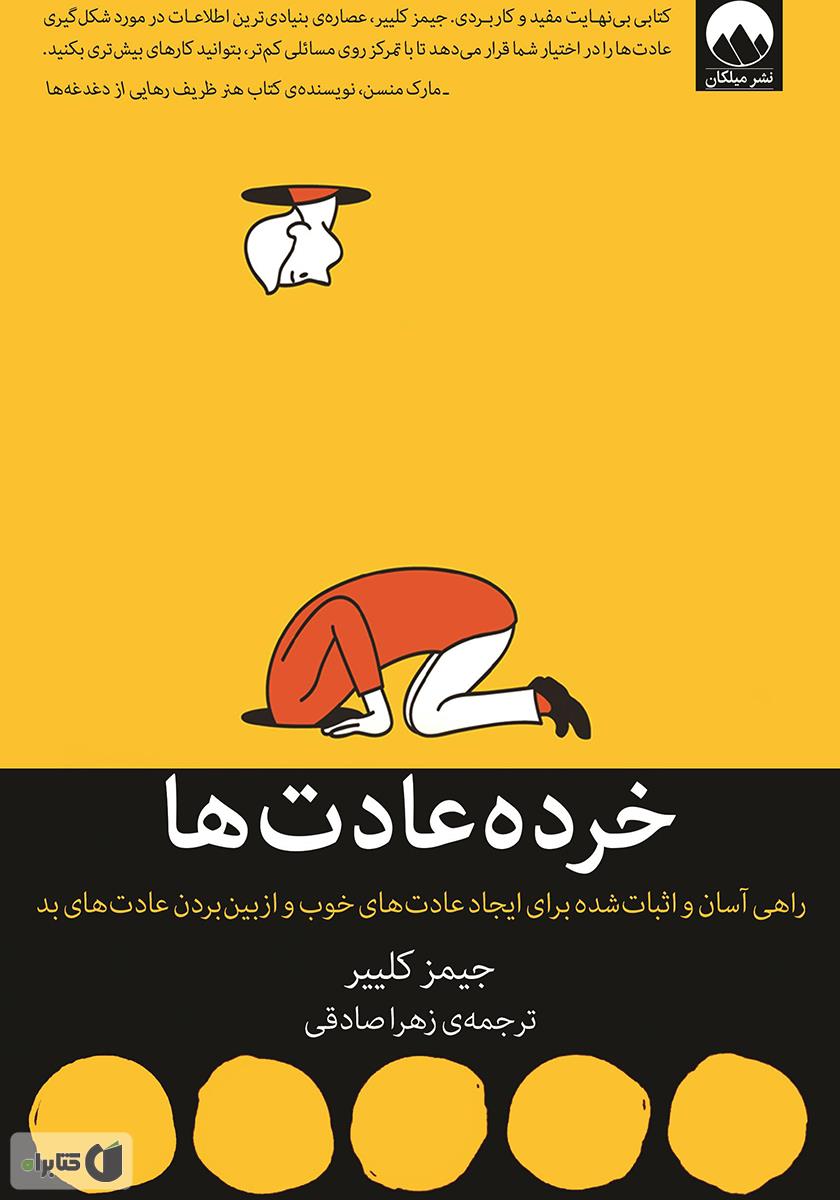 کتابی بی‌نهایت مفید و کاربردی. جیمز کلییر، عصاره‌ی بنیادی‌ترین اطلاعات در مورد شکل‌گیری
عادت‌ها را در اختیار شما قرار می‌دهد تا با تمرکز روی مسائلی کم‌تر، بتوانید کارهای بیش‌تری بکنید.
ـ مارک منسن، نویسنده‌ی کتاب هنر ظریف رهایی از دغدغه‌ها
نشر میلکان
خرده‌عادت‌ها
راهی آسان و اثبات‌شده برای ایجاد عادت‌های خوب و ازبین‌بردن عادت‌های بد
جیمز کلییر
ترجمه‌ی زهرا صادقی
کتابراه